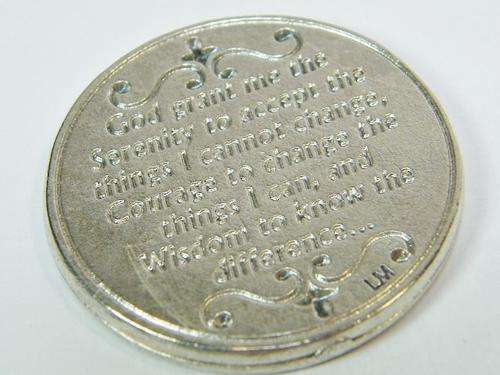 God grant me the
Serenity to accept the
things I cannot change,
Courage to change the
things I can, and
Wisdom to know the
difference...
UM